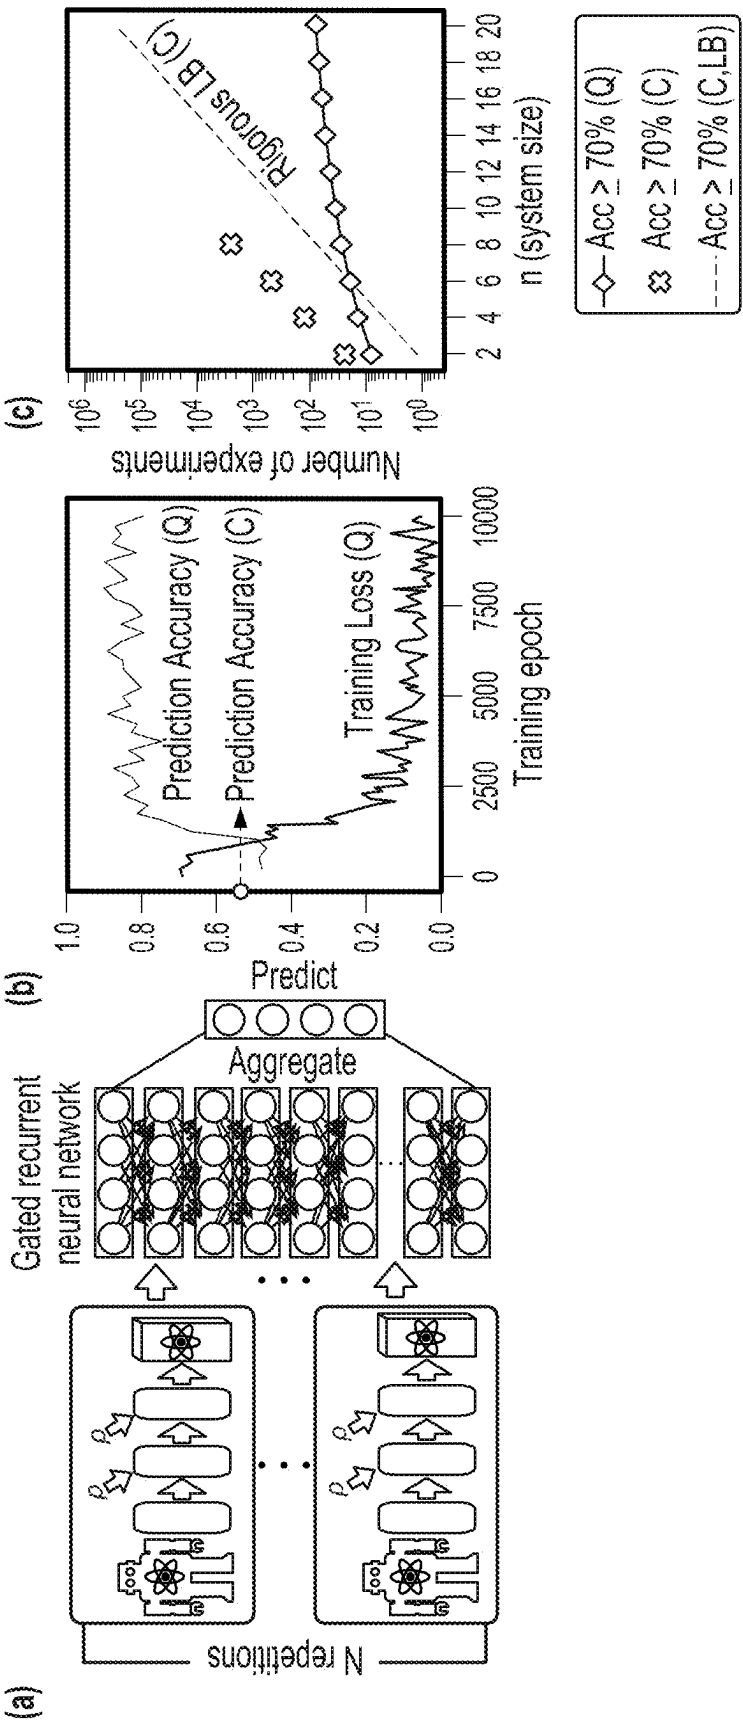 (a)
N repetitions
ρ
ρ
ρ
ρ
Gated recurrent
neural network
Aggregate
Predict
(b)
1.0
0.8
0.6
0.4
0.2
0.0
Prediction Accuracy (Q)
Prediction Accuracy (C)
Training Loss (Q)
0 2500 5000 7500 10000
Training epoch
(c)
Number of experiments
10⁶
10⁵
10⁴
10³
10²
10¹
10⁰
Rigorous LB (C)
2 4 6 8 10 12 14 16 18 20
n (system size)
Acc ≥ 70% (Q)
Acc ≥ 70% (C)
Acc ≥ 70% (C,LB)